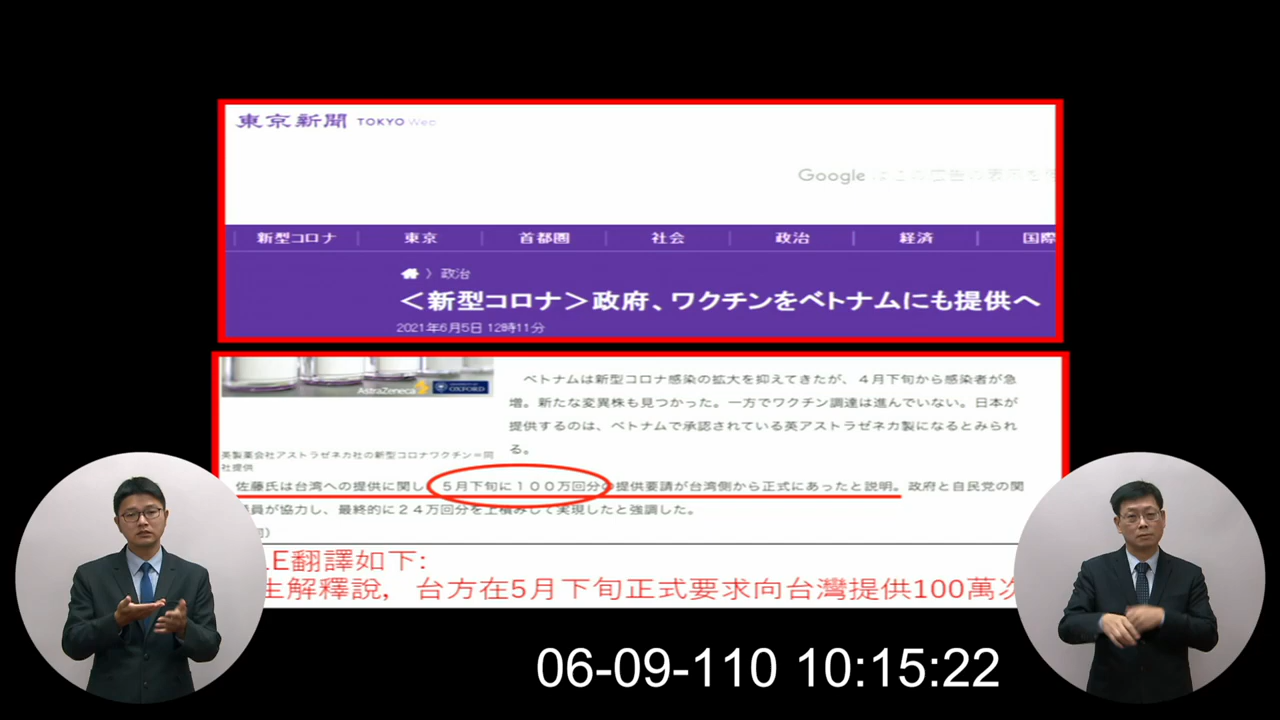 東京新聞 TOKYO Web
Google
新型コロナ 東京 首都圏 社会 政治 経済 国際
〉政治
＜新型コロナ＞政府、ワクチンをベトナムにも提供へ
2021年6月5日 12時11分
AstraZeneca UNIVERSITY OF OXFORD
ベトナムは新型コロナ感染の拡大を抑えてきたが、４月下旬から感染者が急
増。新たな変異株も見つかった。一方でワクチン調達は進んでいない。日本が
提供するのは、ベトナムで承認されている英アストラゼネカ製になるとみられ
る。
英製薬会社アストラゼネカ社の新型コロナワクチン＝同
社提供
佐藤氏は台湾への提供に関し、５月下旬に１００万回分の提供要請が台湾側から正式にあったと説明。政府と自民党の関
員が協力し、最終的に２４万回分を上積みして実現したと強調した。
LE翻譯如下:
生解釋說，台方在5月下旬正式要求向台灣提供100萬次
06-09-110 10:15:22